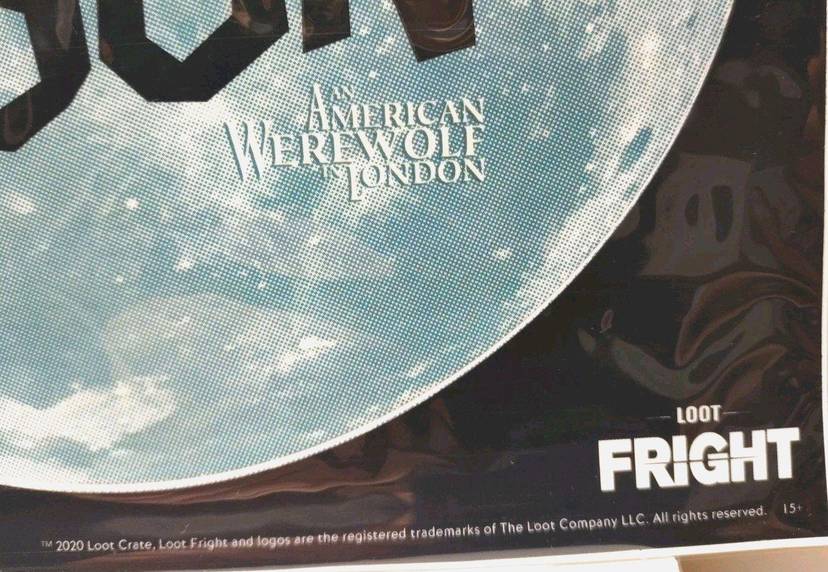 AN
AMERICAN
WEREWOLF
IN LONDON
LOOT
FRIGHT
™ 2020 Loot Crate, Loot Fright and logos are the registered trademarks of The Loot Company LLC. All rights reserved. 15+